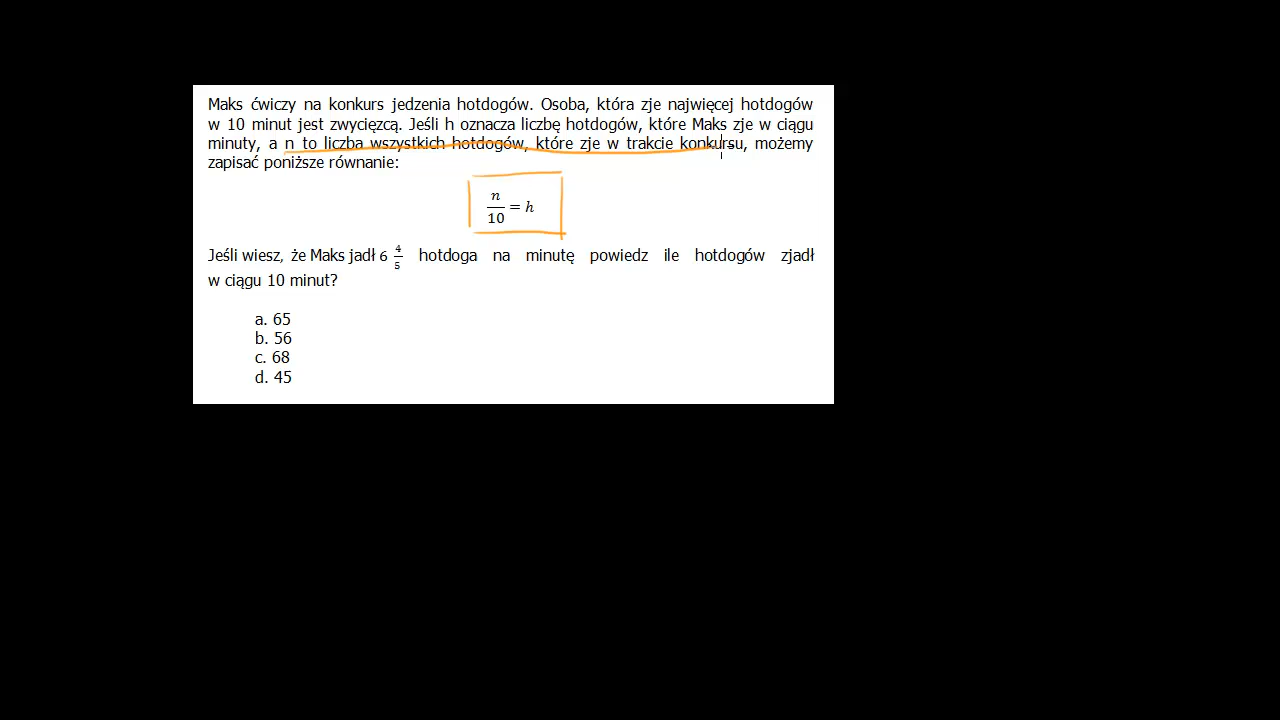 Maks ćwiczy na konkurs jedzenia hotdogów. Osoba, która zje najwięcej hotdogów
w 10 minut jest zwycięzcą. Jeśli h oznacza liczbę hotdogów, które Maks zje w ciągu
minuty, a n to liczba wszystkich hotdogów, które zje w trakcie konkursu, możemy
zapisać poniższe równanie:
n/10 = h
Jeśli wiesz, że Maks jadł 6 4/5 hotdoga na minutę powiedz ile hotdogów zjadł
w ciągu 10 minut?
a. 65
b. 56
c. 68
d. 45